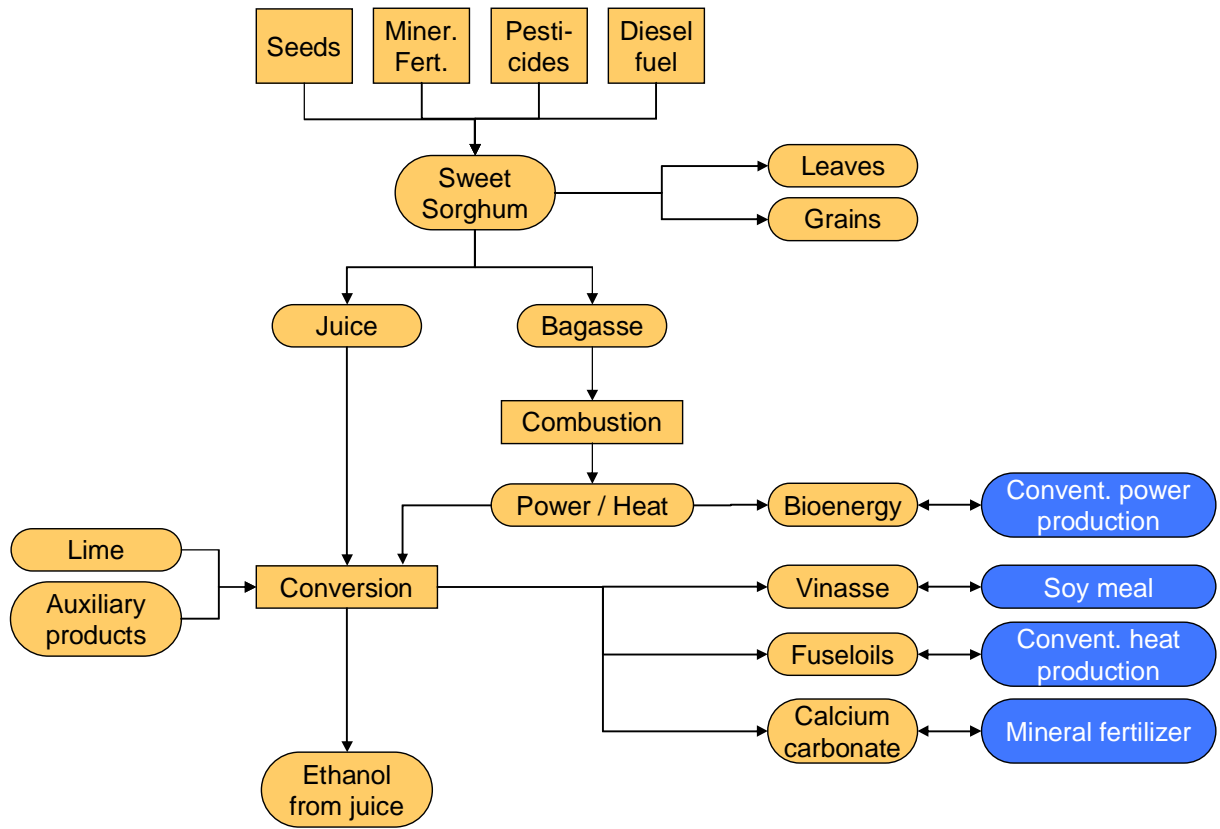 Seeds
Miner.
Fert.
Pesti-
cides
Diesel
fuel
Sweet
Sorghum
Leaves
Grains
Juice
Bagasse
Combustion
Power / Heat
Bioenergy
Convent. power
production
Lime
Auxiliary
products
Conversion
Vinasse
Soy meal
Fuseloils
Convent. heat
production
Calcium
carbonate
Mineral fertilizer
Ethanol
from juice